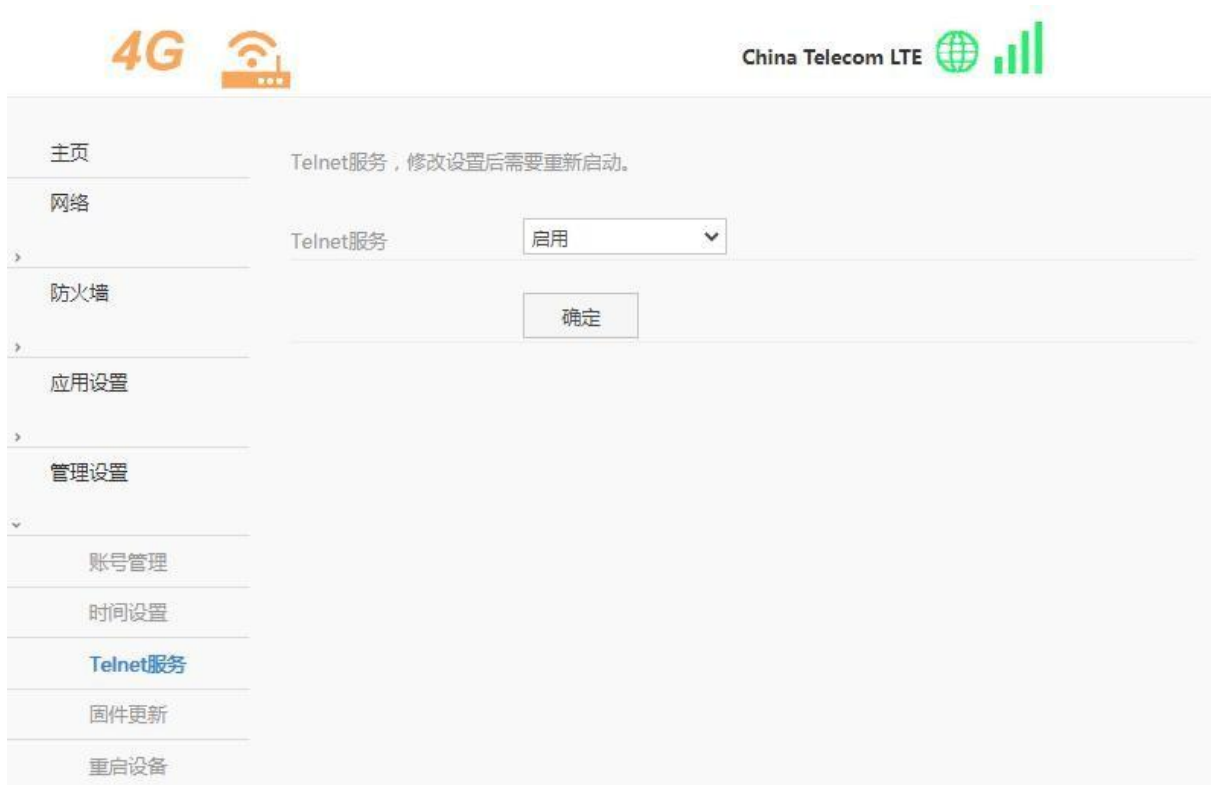 4G
China Telecom LTE
主页
网络
防火墙
应用设置
管理设置
账号管理
时间设置
Telnet服务
固件更新
重启设备
Telnet服务，修改设置后需要重新启动。
Telnet服务 启用
确定